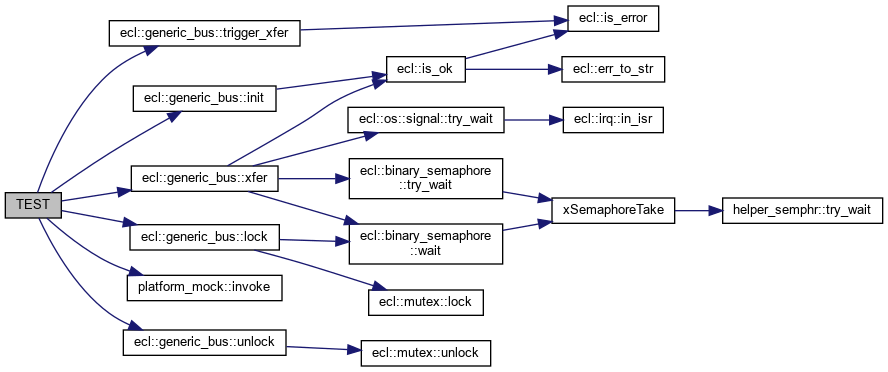 TEST
ecl::generic_bus::trigger_xfer
ecl::generic_bus::init
ecl::generic_bus::xfer
ecl::generic_bus::lock
platform_mock::invoke
ecl::generic_bus::unlock
ecl::is_ok
ecl::os::signal::try_wait
ecl::binary_semaphore
::try_wait
ecl::binary_semaphore
::wait
ecl::mutex::lock
ecl::mutex::unlock
ecl::is_error
ecl::err_to_str
ecl::irq::in_isr
xSemaphoreTake
helper_semphr::try_wait